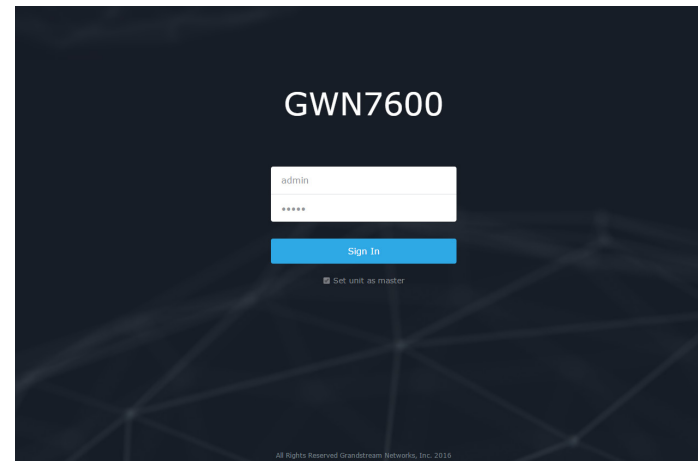 GWN7600
admin
•••••
Sign In
Set unit as master
All Rights Reserved Grandstream Networks, Inc. 2016